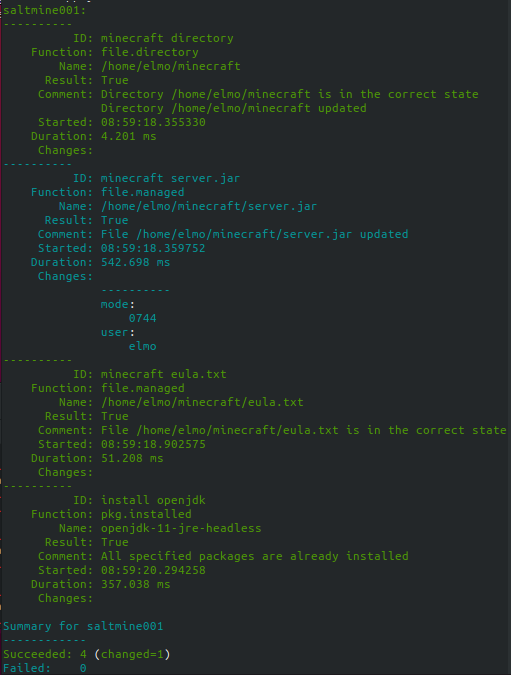 saltmine001:
----------
          ID: minecraft directory
    Function: file.directory
        Name: /home/elmo/minecraft
      Result: True
     Comment: Directory /home/elmo/minecraft is in the correct state
              Directory /home/elmo/minecraft updated
     Started: 08:59:18.355330
    Duration: 4.201 ms
     Changes:
----------
          ID: minecraft server.jar
    Function: file.managed
        Name: /home/elmo/minecraft/server.jar
      Result: True
     Comment: File /home/elmo/minecraft/server.jar updated
     Started: 08:59:18.359752
    Duration: 542.698 ms
     Changes:
              ----------
              mode:
                  0744
              user:
                  elmo
----------
          ID: minecraft eula.txt
    Function: file.managed
        Name: /home/elmo/minecraft/eula.txt
      Result: True
     Comment: File /home/elmo/minecraft/eula.txt is in the correct state
     Started: 08:59:18.902575
    Duration: 51.208 ms
     Changes:
----------
          ID: install openjdk
    Function: pkg.installed
        Name: openjdk-11-jre-headless
      Result: True
     Comment: All specified packages are already installed
     Started: 08:59:20.294258
    Duration: 357.038 ms
     Changes:
Summary for saltmine001
------------
Succeeded: 4 (changed=1)
Failed:    0